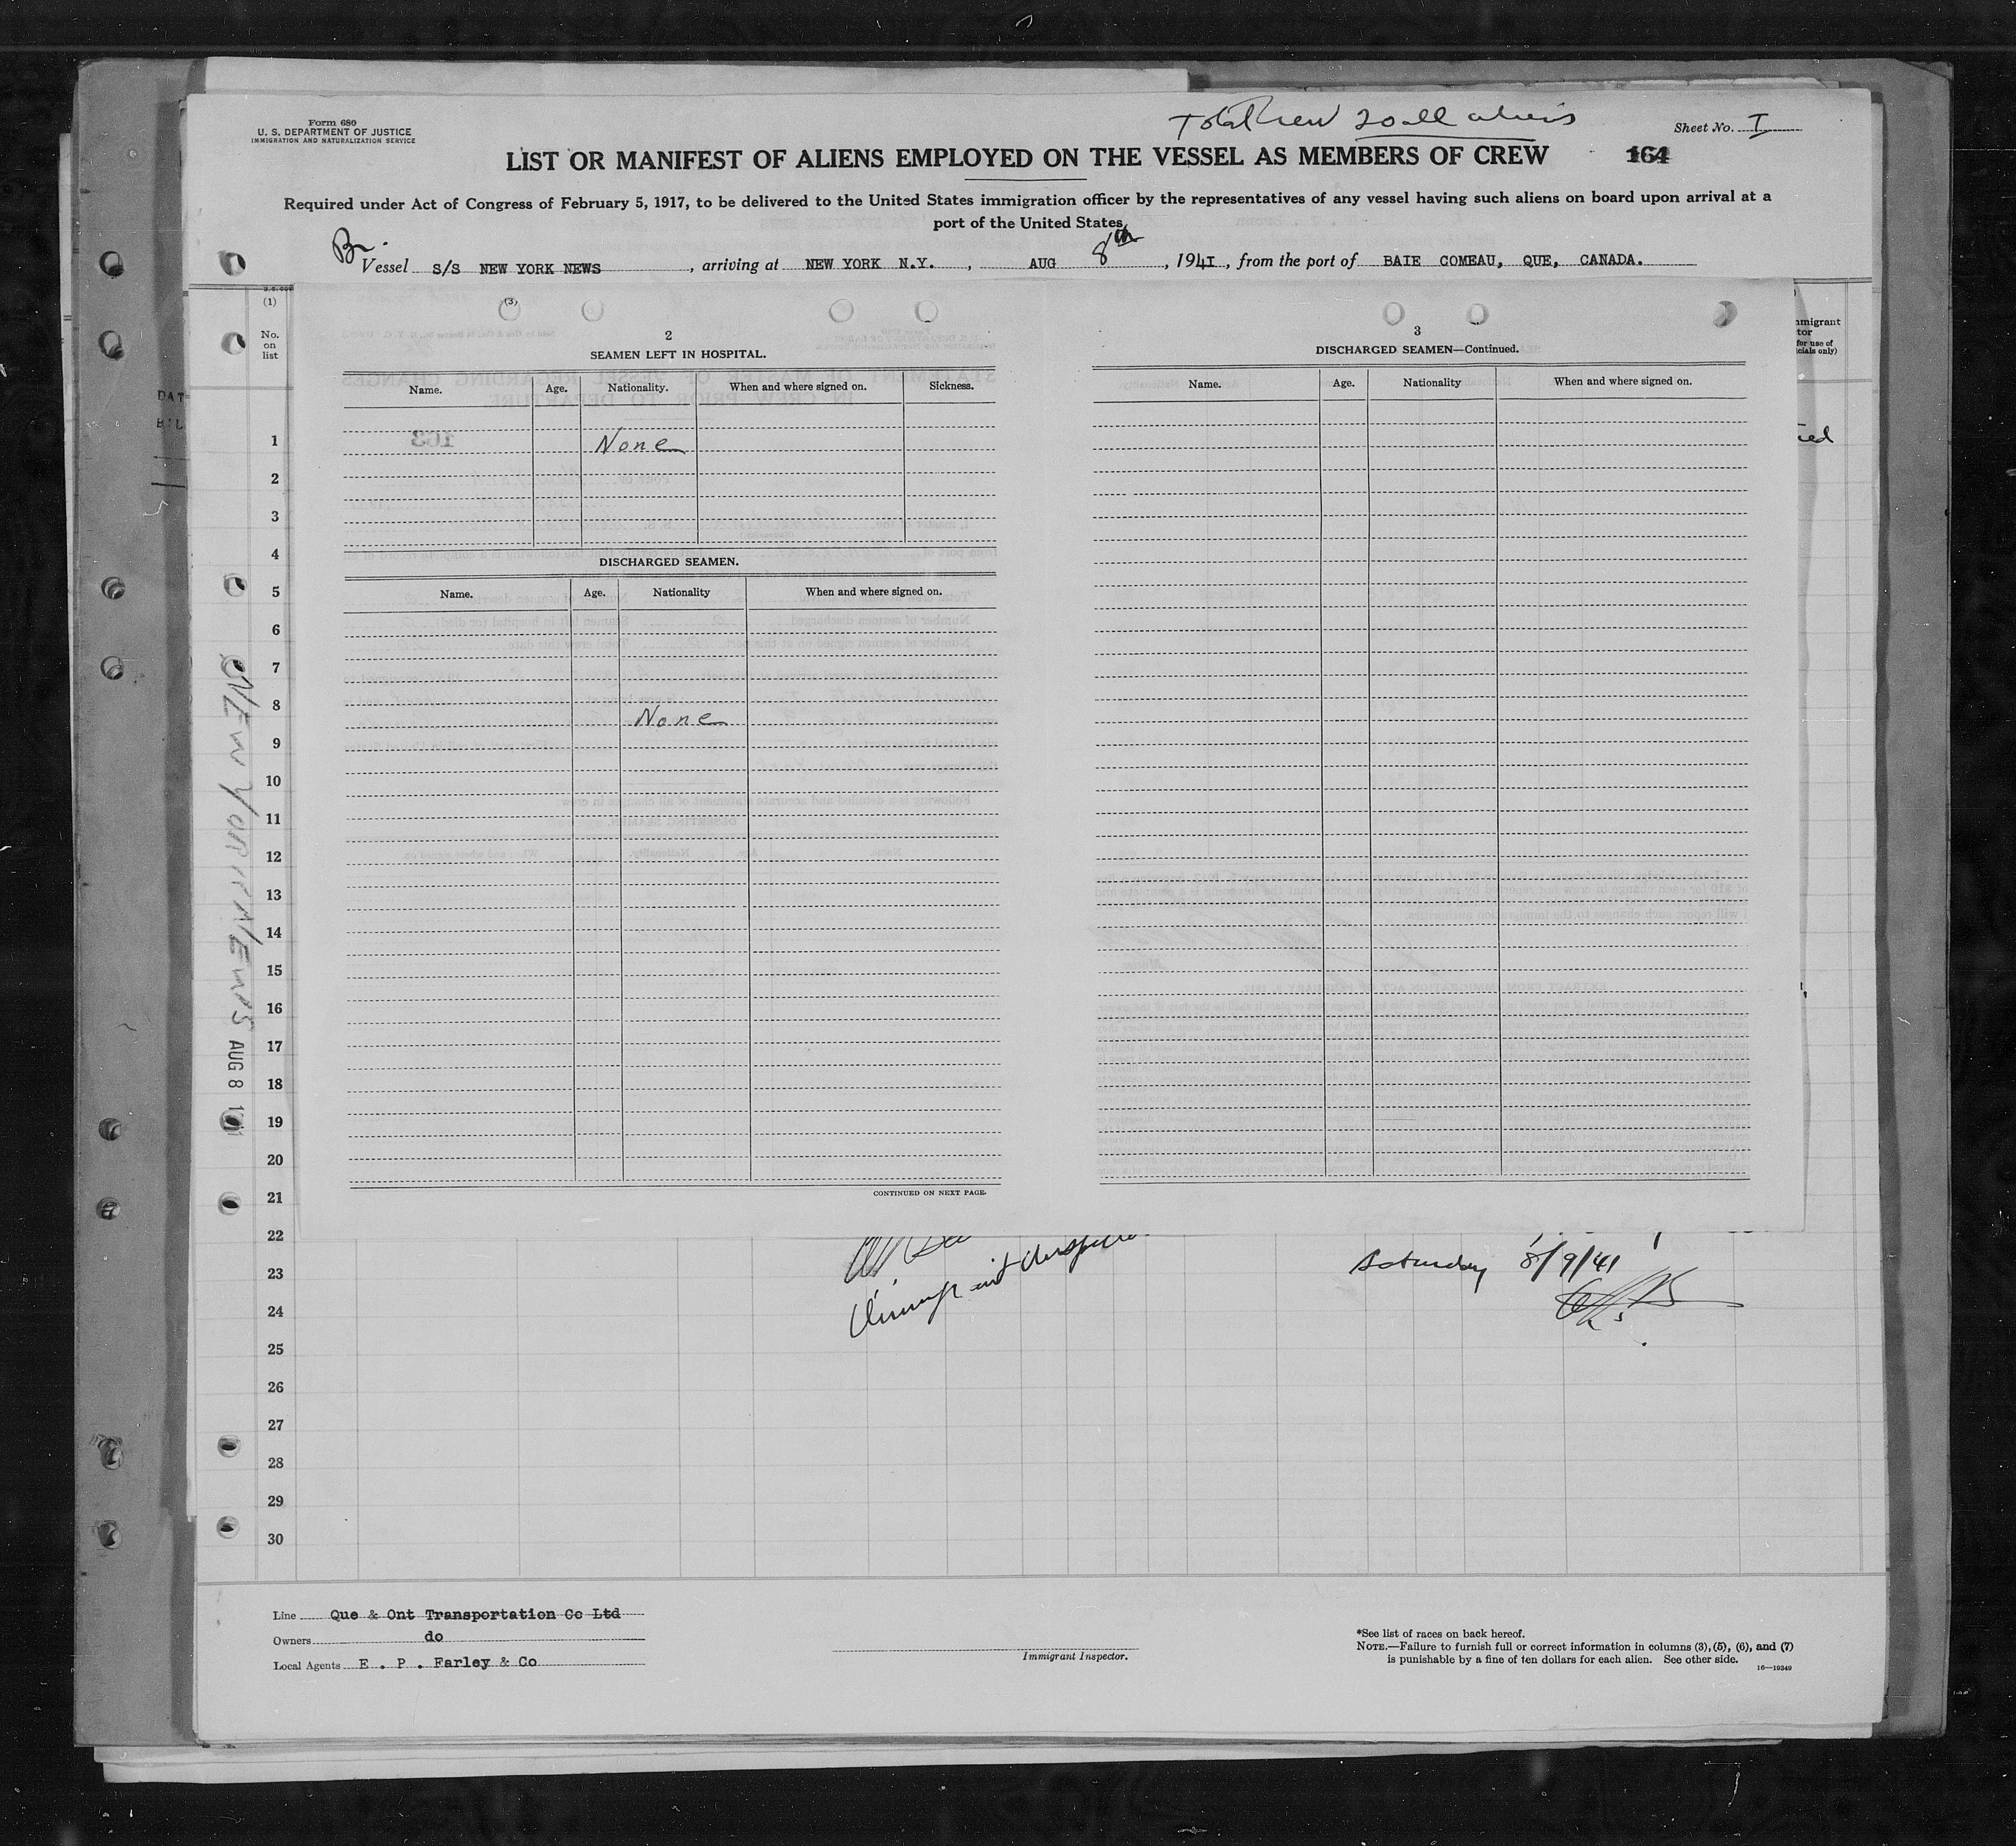 Form 680
U. S. DEPARTMENT OF JUSTICE
IMMIGRATION AND NATURALIZATION SERVICE
Total Crew 20 all aliens
Sheet No. I
LIST OR MANIFEST OF ALIENS EMPLOYED ON THE VESSEL AS MEMBERS OF CREW
164
Required under Act of Congress of February 5, 1917, to be delivered to the United States immigration officer by the representatives of any vessel having such aliens on board upon arrival at a
port of the United States
Br.
Vessel S/S NEW YORK NEWS, arriving at NEW YORK N.Y., AUG 8th, 1941, from the port of BAIE COMEAU, QUE, CANADA.
(1)
No.
on
list
(3)
2
SEAMEN LEFT IN HOSPITAL.
Name. Age. Nationality. When and where signed on. Sickness.
None
DISCHARGED SEAMEN.
Name. Age. Nationality When and where signed on.
None
CONTINUED ON NEXT PAGE.
3
DISCHARGED SEAMEN—Continued.
Name. Age. Nationality When and where signed on.
1
2
3
4
5
6
7
8
9
10
11
12
13
14
15
16
17
18
19
20
21
22
23
24
25
26
27
28
29
30
NEW YORK NEWS AUG 8
Saturday 8/9/41
Line Que & Ont Transportation Co Ltd
Owners do
Local Agents E. P. Farley & Co
Immigrant Inspector.
*See list of races on back hereof.
NOTE.—Failure to furnish full or correct information in columns (3), (5), (6), and (7)
is punishable by a fine of ten dollars for each alien. See other side.
16—19349